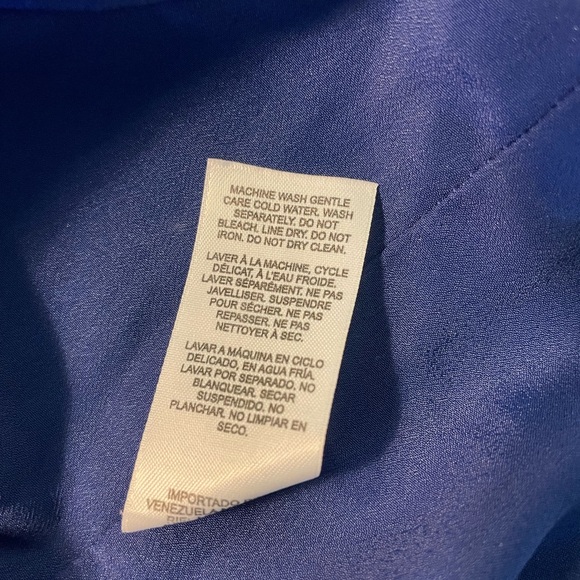 MACHINE WASH GENTLE
CARE COLD WATER. WASH
SEPARATELY. DO NOT
BLEACH. LINE DRY. DO NOT
IRON. DO NOT DRY CLEAN.
LAVER À LA MACHINE, CYCLE
DÉLICAT, À L'EAU FROIDE.
LAVER SÉPARÉMENT. NE PAS
JAVELLISER. SUSPENDRE
POUR SÉCHER. NE PAS
REPASSER. NE PAS
NETTOYER À SEC.
LAVAR A MÁQUINA EN CICLO
DELICADO, EN AGUA FRÍA.
LAVAR POR SEPARADO. NO
BLANQUEAR. SECAR
SUSPENDIDO. NO
PLANCHAR. NO LIMPIAR EN
SECO.
IMPORTADO
VENEZUELA